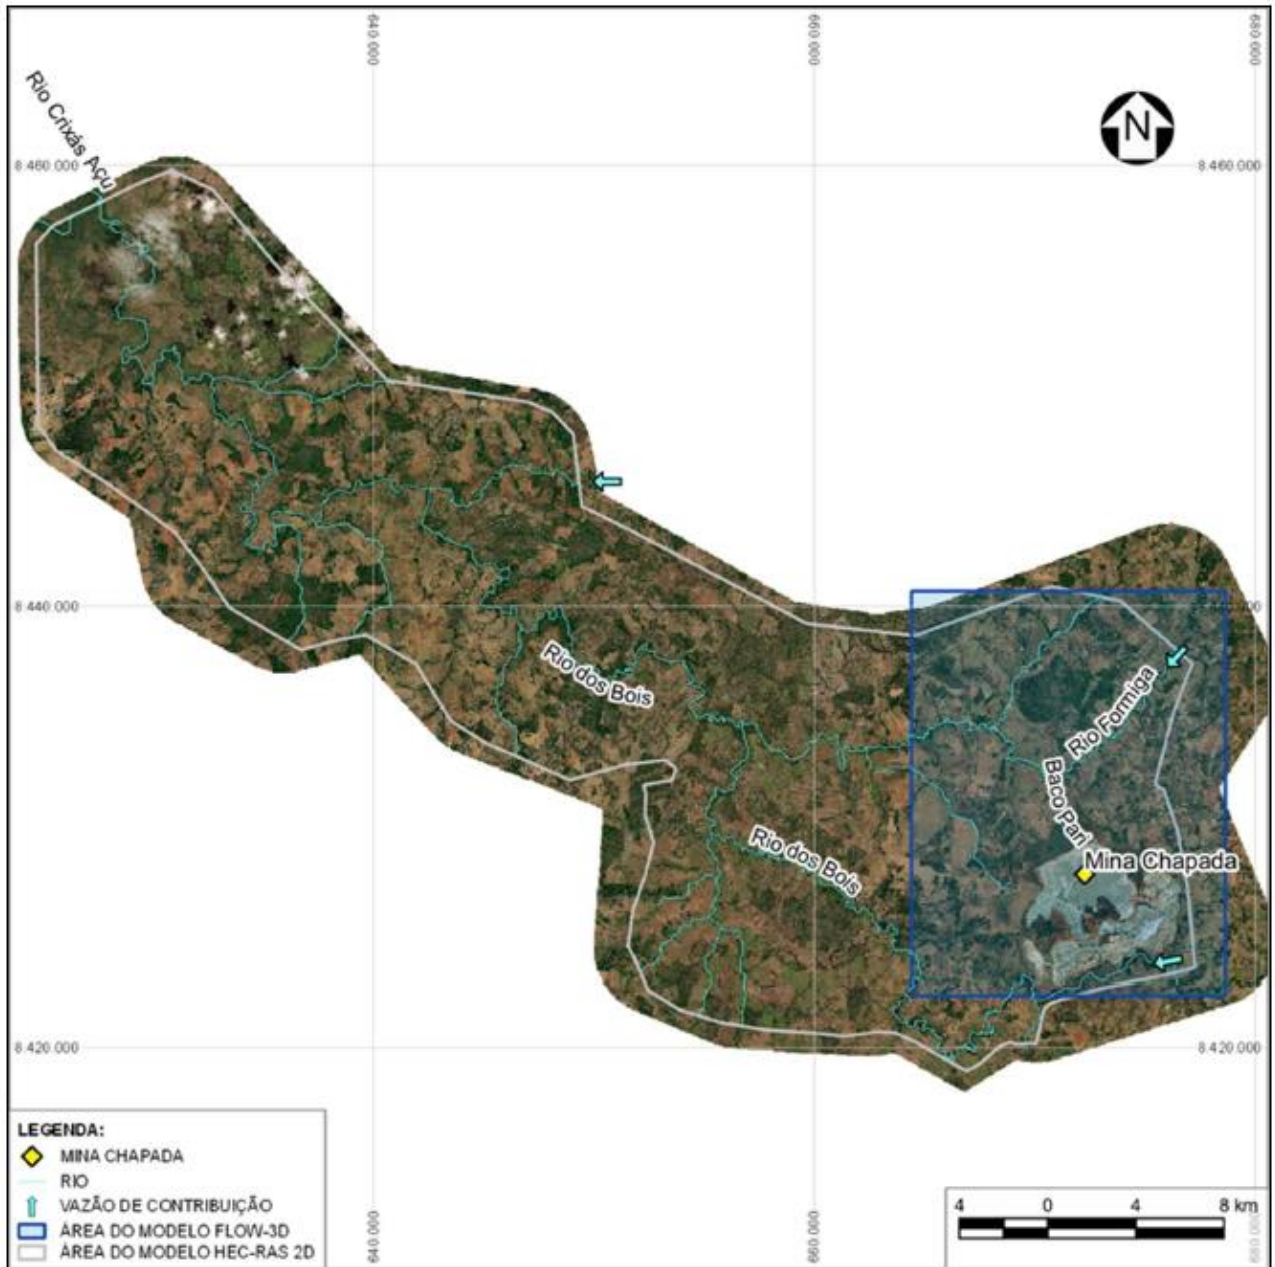 640 000
660 000
680 000
N
Rio Crixás Açu
8 460 000
8 460 000
8 440 000
Rio dos Bois
Rio Formiga
Baco Pari
Rio dos Bois
Mina Chapada
8 420 000
8 420 000
LEGENDA:
MINA CHAPADA
RIO
VAZÃO DE CONTRIBUIÇÃO
ÁREA DO MODELO FLOW-3D
ÁREA DO MODELO HEC-RAS 2D
640 000
660 000
680 000
4 0 4 8 km